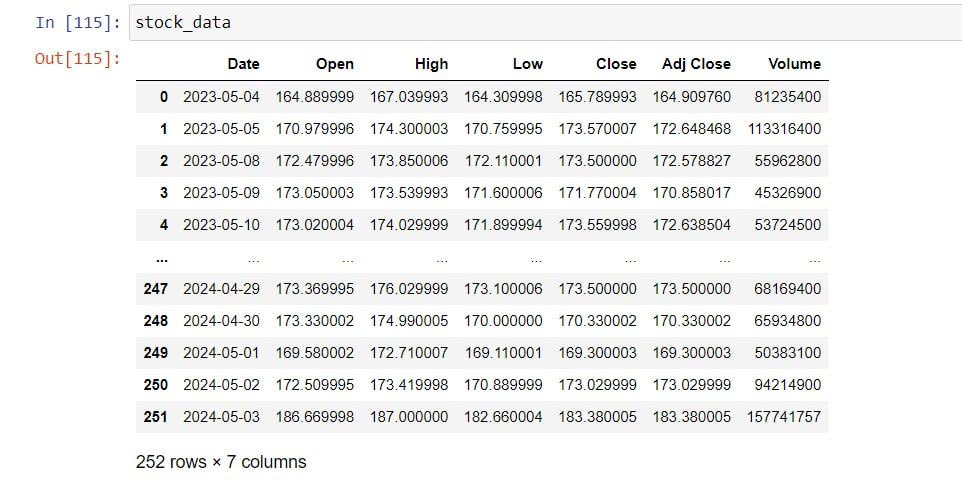 In [115]: stock_data
Out[115]:
Date Open High Low Close Adj Close Volume
0 2023-05-04 164.889999 167.039993 164.309998 165.789993 164.909760 81235400
1 2023-05-05 170.979996 174.300003 170.759995 173.570007 172.648468 113316400
2 2023-05-08 172.479996 173.850006 172.110001 173.500000 172.578827 55962800
3 2023-05-09 173.050003 173.539993 171.600006 171.770004 170.858017 45326900
4 2023-05-10 173.020004 174.029999 171.899994 173.559998 172.638504 53724500
... ... ... ... ... ... ... ...
247 2024-04-29 173.369995 176.029999 173.100006 173.500000 173.500000 68169400
248 2024-04-30 173.330002 174.990005 170.000000 170.330002 170.330002 65934800
249 2024-05-01 169.580002 172.710007 169.110001 169.300003 169.300003 50383100
250 2024-05-02 172.509995 173.419998 170.889999 173.029999 173.029999 94214900
251 2024-05-03 186.669998 187.000000 182.660004 183.380005 183.380005 157741757
252 rows × 7 columns